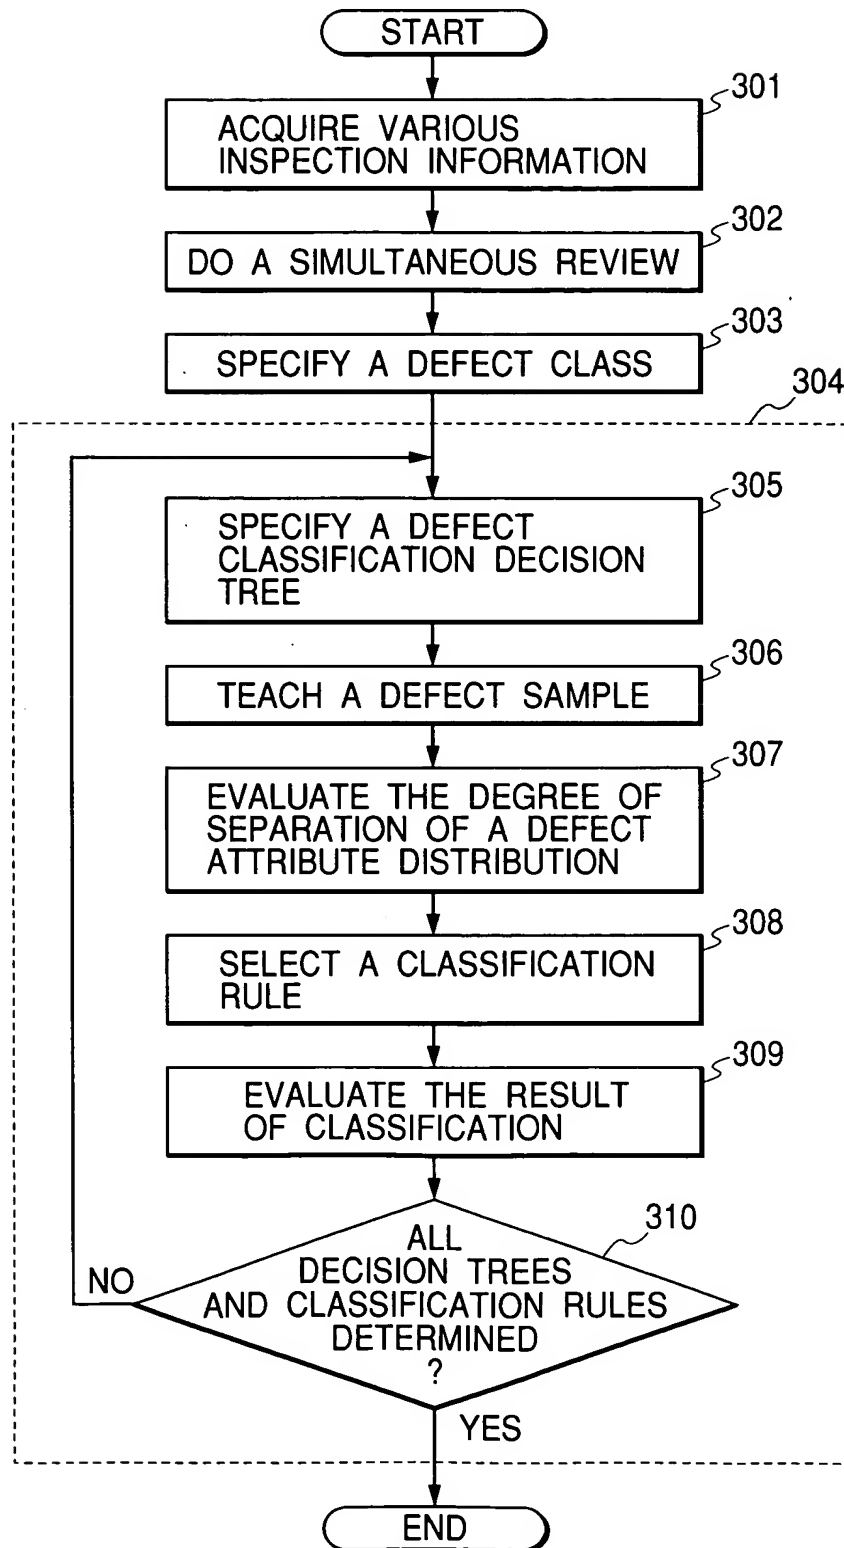 START
301
ACQUIRE VARIOUS
INSPECTION INFORMATION
302
DO A SIMULTANEOUS REVIEW
303
SPECIFY A DEFECT CLASS
304
305
SPECIFY A DEFECT
CLASSIFICATION DECISION
TREE
306
TEACH A DEFECT SAMPLE
307
EVALUATE THE DEGREE OF
SEPARATION OF A DEFECT
ATTRIBUTE DISTRIBUTION
308
SELECT A CLASSIFICATION
RULE
309
EVALUATE THE RESULT
OF CLASSIFICATION
310
ALL
DECISION TREES
AND CLASSIFICATION RULES
DETERMINED
?
NO
YES
END